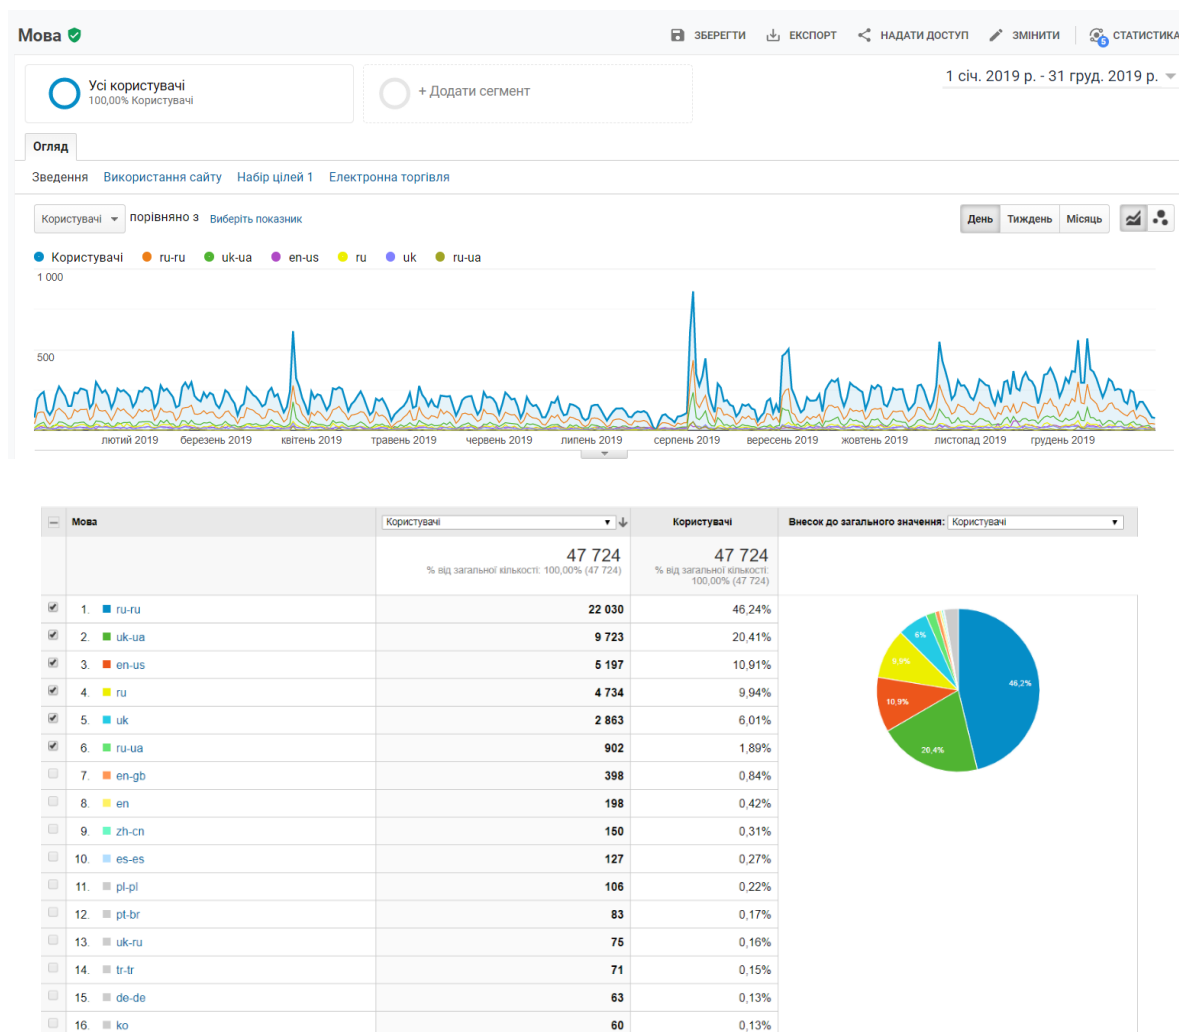 Мова
ЗБЕРЕГТИ ЕКСПОРТ НАДАТИ ДОСТУП ЗМІНИТИ 5 СТАТИСТИКА
Усі користувачі
100,00% Користувачі
+ Додати сегмент
1 січ. 2019 р. - 31 груд. 2019 р.
Огляд
Зведення Використання сайту Набір цілей 1 Електронна торгівля
Користувачі порівняно з Виберіть показник
День Тиждень Місяць
Користувачі ru-ru uk-ua en-us ru uk ru-ua
1 000
500
лютий 2019 березень 2019 квітень 2019 травень 2019 червень 2019 липень 2019 серпень 2019 вересень 2019 жовтень 2019 листопад 2019 грудень 2019
Мова Користувачі Користувачі Внесок до загального значення: Користувачі
47 724 47 724
% від загальної кількості: 100,00% (47 724) % від загальної кількості:
100,00% (47 724)
1. ru-ru 22 030 46,24%
2. uk-ua 9 723 20,41%
3. en-us 5 197 10,91%
4. ru 4 734 9,94%
5. uk 2 863 6,01%
6. ru-ua 902 1,89%
7. en-gb 398 0,84%
8. en 198 0,42%
9. zh-cn 150 0,31%
10. es-es 127 0,27%
11. pl-pl 106 0,22%
12. pt-br 83 0,17%
13. uk-ru 75 0,16%
14. tr-tr 71 0,15%
15. de-de 63 0,13%
16. ko 60 0,13%
6%
9,9%
46,2%
10,9%
20,4%